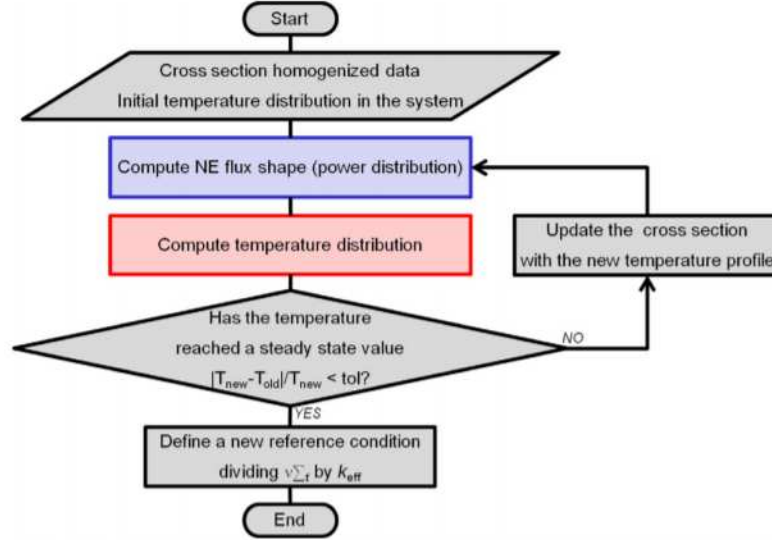 Start
Cross section homogenized data
Initial temperature distribution in the system
Compute NE flux shape (power distribution)
Compute temperature distribution
Update the cross section
with the new temperature profile
Has the temperature
reached a steady state value
|Tnew-Told|/Tnew < tol?
NO
YES
Define a new reference condition
dividing νΣf by keff
End